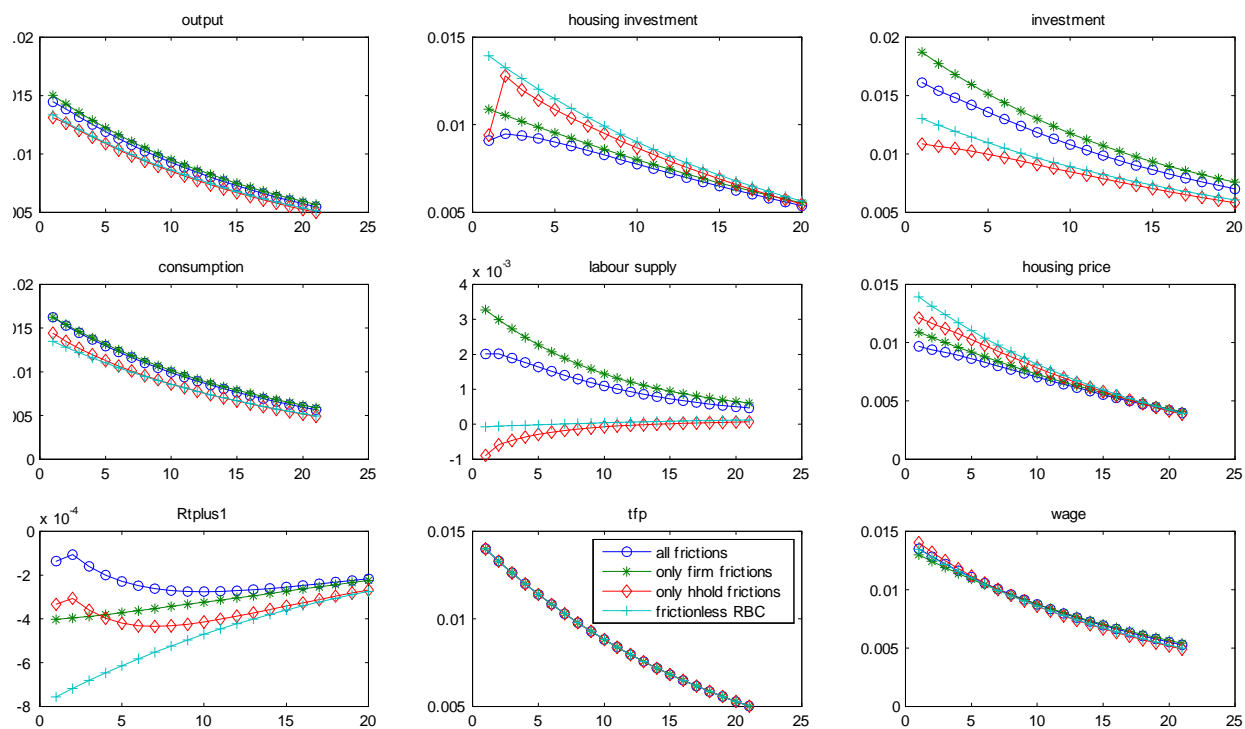 output
.02
.015
.01
.005
0 5 10 15 20 25
housing investment
0.015
0.01
0.005
0 5 10 15 20
investment
0.02
0.015
0.01
0.005
0 5 10 15 20
consumption
.02
.015
.01
.005
0
0 5 10 15 20 25
labour supply
x 10^-3
4
3
2
1
0
-1
0 5 10 15 20 25
housing price
0.015
0.01
0.005
0
0 5 10 15 20 25
Rtplus1
x 10^-4
0
-2
-4
-6
-8
0 5 10 15 20
tfp
0.015
0.01
0.005
0 5 10 15 20 25
all frictions
only firm frictions
only hhold frictions
frictionless RBC
wage
0.015
0.01
0.005
0
0 5 10 15 20 25